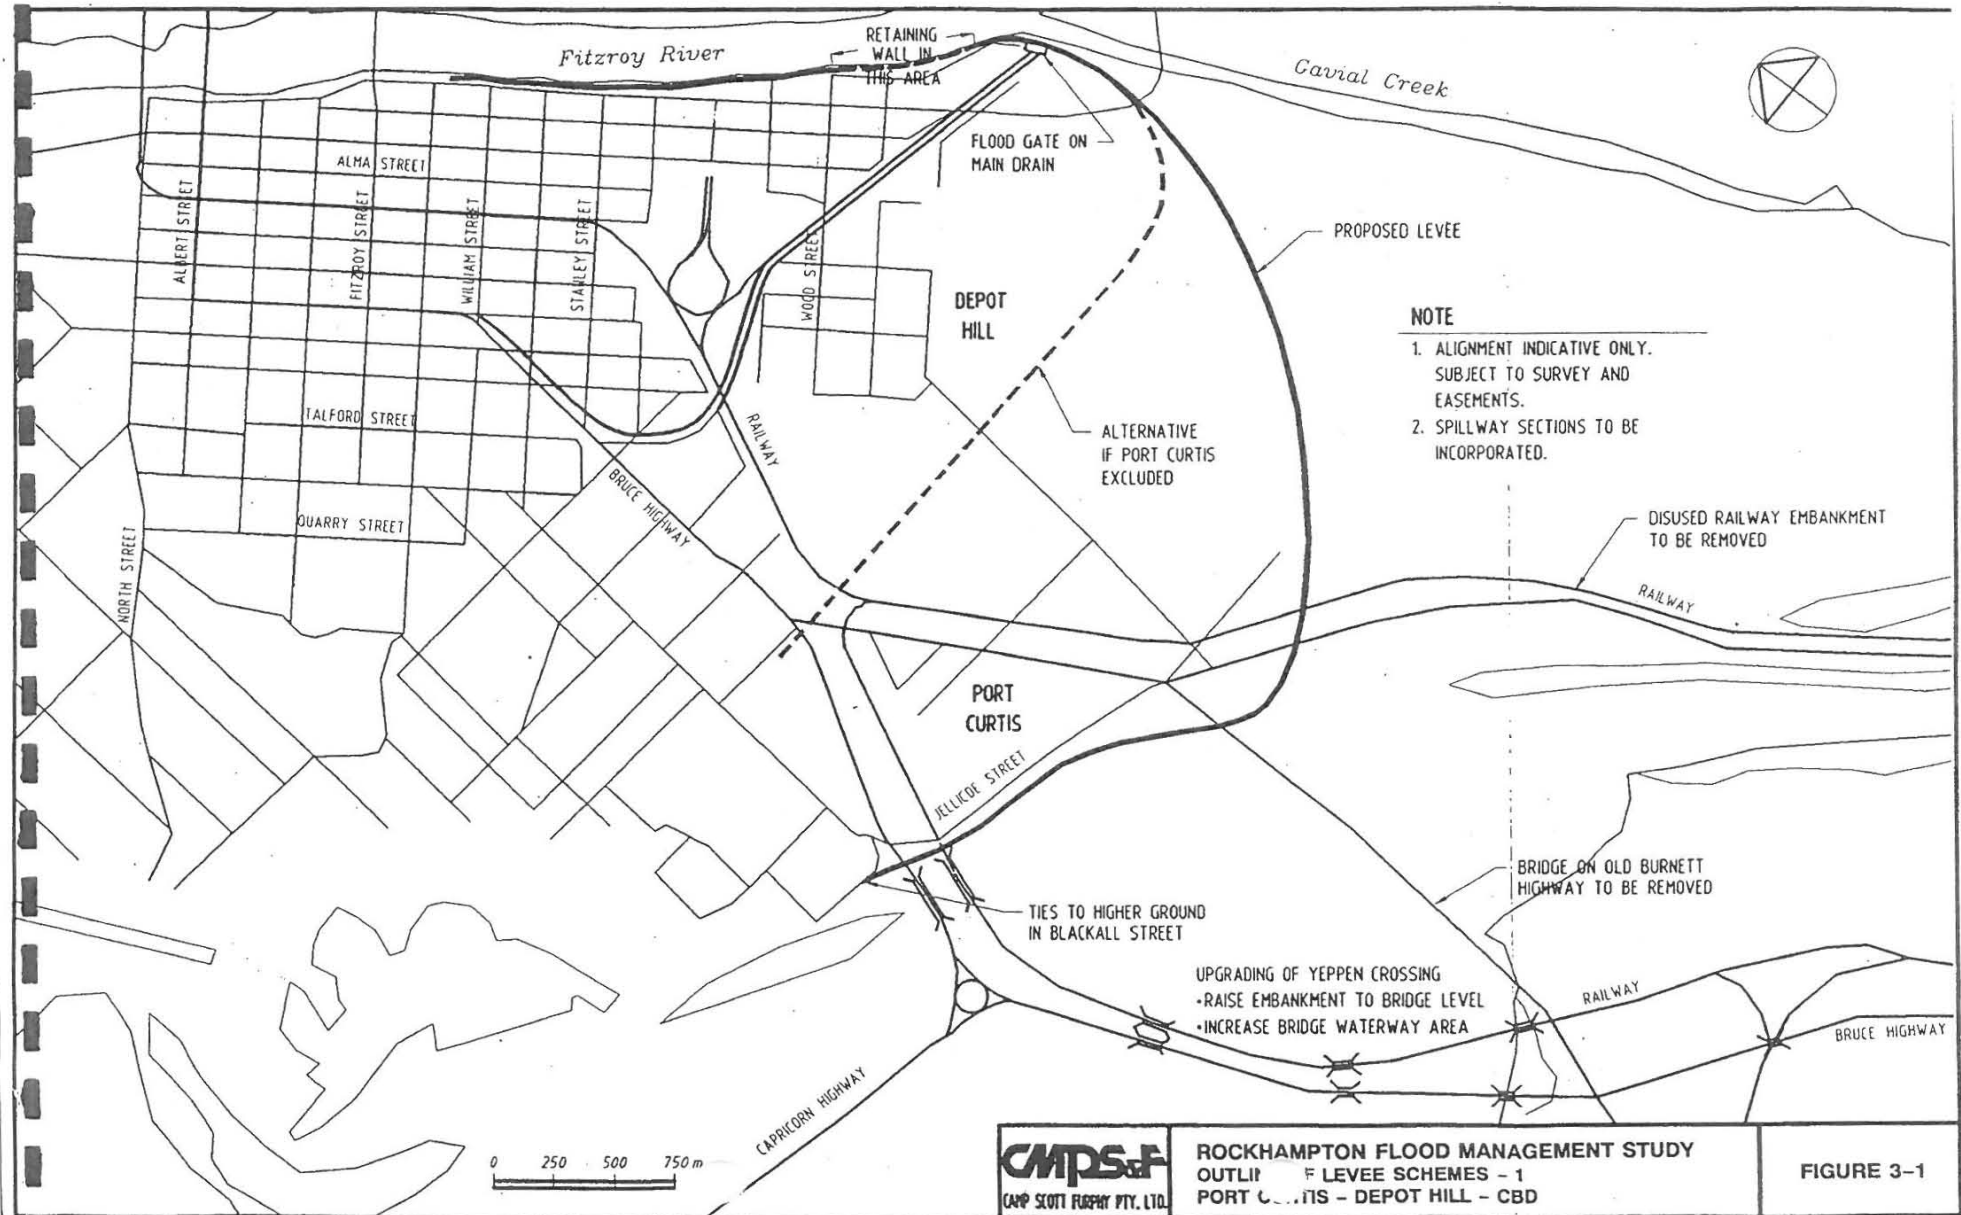 Fitzroy River
RETAINING
WALL IN
THIS AREA
Gavial Creek
FLOOD GATE ON
MAIN DRAIN
ALMA STREET
ALBERT STREET
FITZROY STREET
WILLIAM STREET
STANLEY STREET
WOOD STREET
PROPOSED LEVEE
DEPOT
HILL
NOTE
1. ALIGNMENT INDICATIVE ONLY.
SUBJECT TO SURVEY AND
EASEMENTS.
2. SPILLWAY SECTIONS TO BE
INCORPORATED.
TALFORD STREET
RAILWAY
ALTERNATIVE
IF PORT CURTIS
EXCLUDED
BRUCE HIGHWAY
QUARRY STREET
NORTH STREET
DISUSED RAILWAY EMBANKMENT
TO BE REMOVED
RAILWAY
PORT
CURTIS
JELLICOE STREET
BRIDGE ON OLD BURNETT
HIGHWAY TO BE REMOVED
TIES TO HIGHER GROUND
IN BLACKALL STREET
UPGRADING OF YEPPEN CROSSING
•RAISE EMBANKMENT TO BRIDGE LEVEL
•INCREASE BRIDGE WATERWAY AREA
RAILWAY
BRUCE HIGHWAY
CAPRICORN HIGHWAY
0 250 500 750 m
CMPS&F
CAMP SCOTT FURPHY PTY. LTD.
ROCKHAMPTON FLOOD MANAGEMENT STUDY
LEVEE SCHEMES - 1
PORT - DEPOT HILL - CBD
FIGURE 3-1